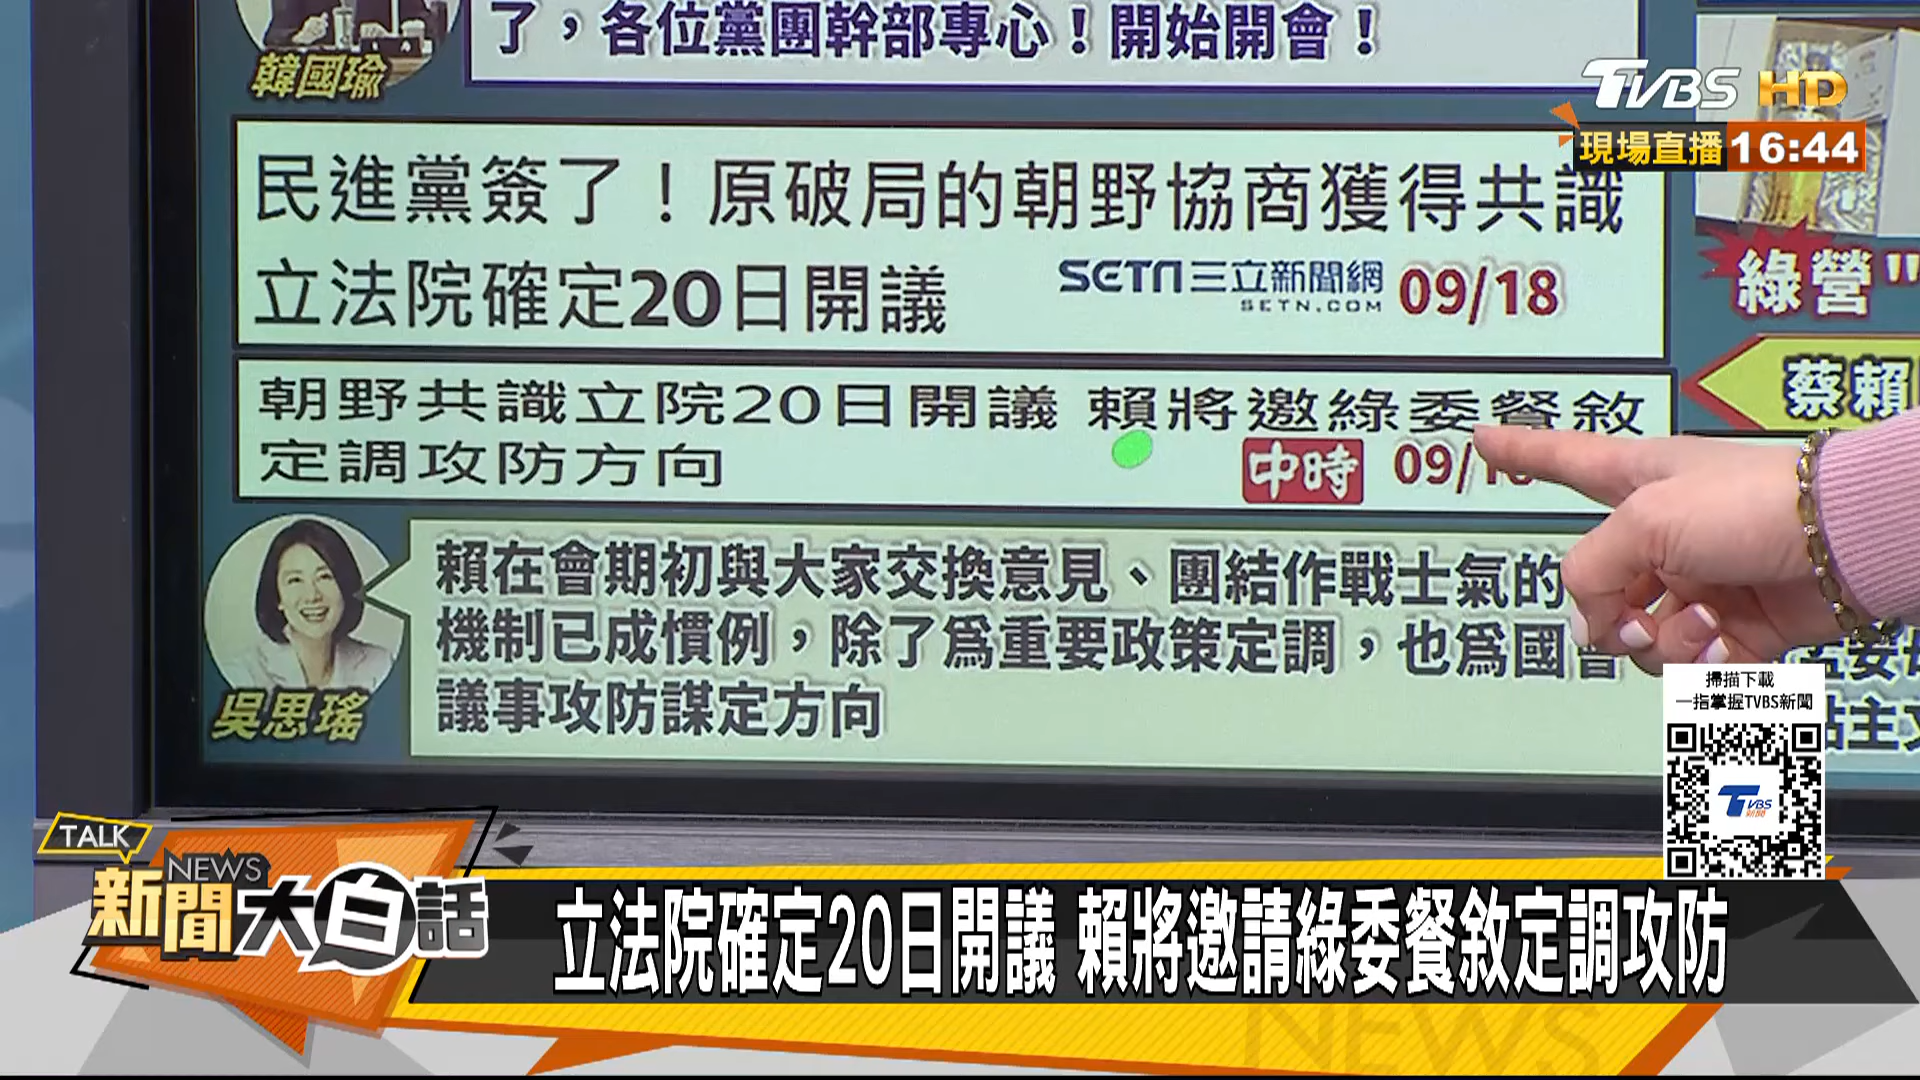 了，各位黨團幹部專心！開始開會！
韓國瑜
TVBS HD
現場直播 16:44
民進黨簽了！原破局的朝野協商獲得共識
立法院確定20日開議 SETN三立新聞網 09/18
SETN.COM
綠營"
朝野共識立院20日開議 賴將邀綠委餐敘
定調攻防方向 中時 09/
蔡賴
賴在會期初與大家交換意見、團結作戰士氣的
機制已成慣例，除了為重要政策定調，也為國會
議事攻防謀定方向
吳思瑤
掃描下載
一指掌握TVBS新聞
TVBS
新聞
TALK
NEWS
新聞大白話
立法院確定20日開議 賴將邀請綠委餐敘定調攻防
NEWS